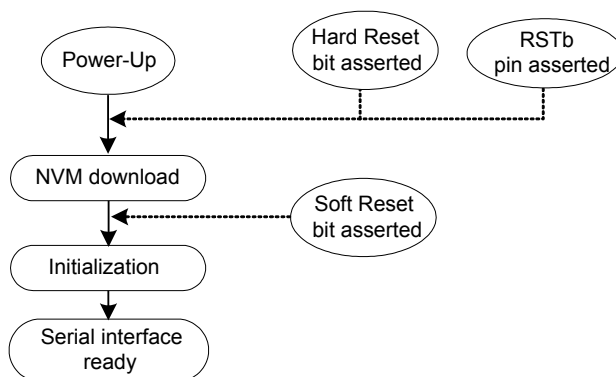 Power-Up
Hard Reset
bit asserted
RSTb
pin asserted
NVM download
Soft Reset
bit asserted
Initialization
Serial interface
ready